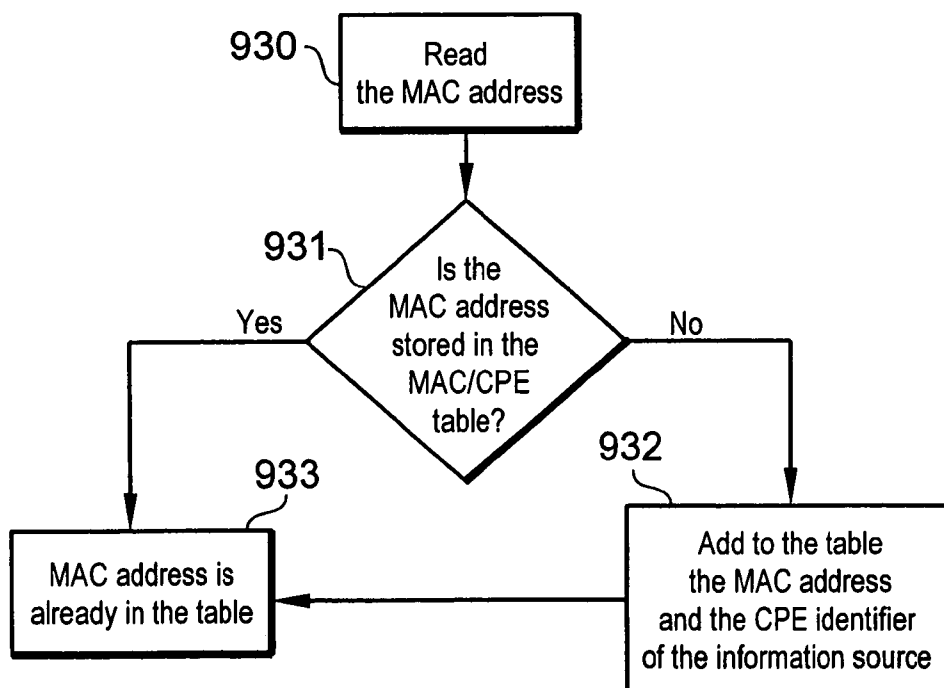 930
Read
the MAC address
931
Is the
MAC address
stored in the
MAC/CPE
table?
Yes
No
932
933
MAC address is
already in the table
Add to the table
the MAC address
and the CPE identifier
of the information source